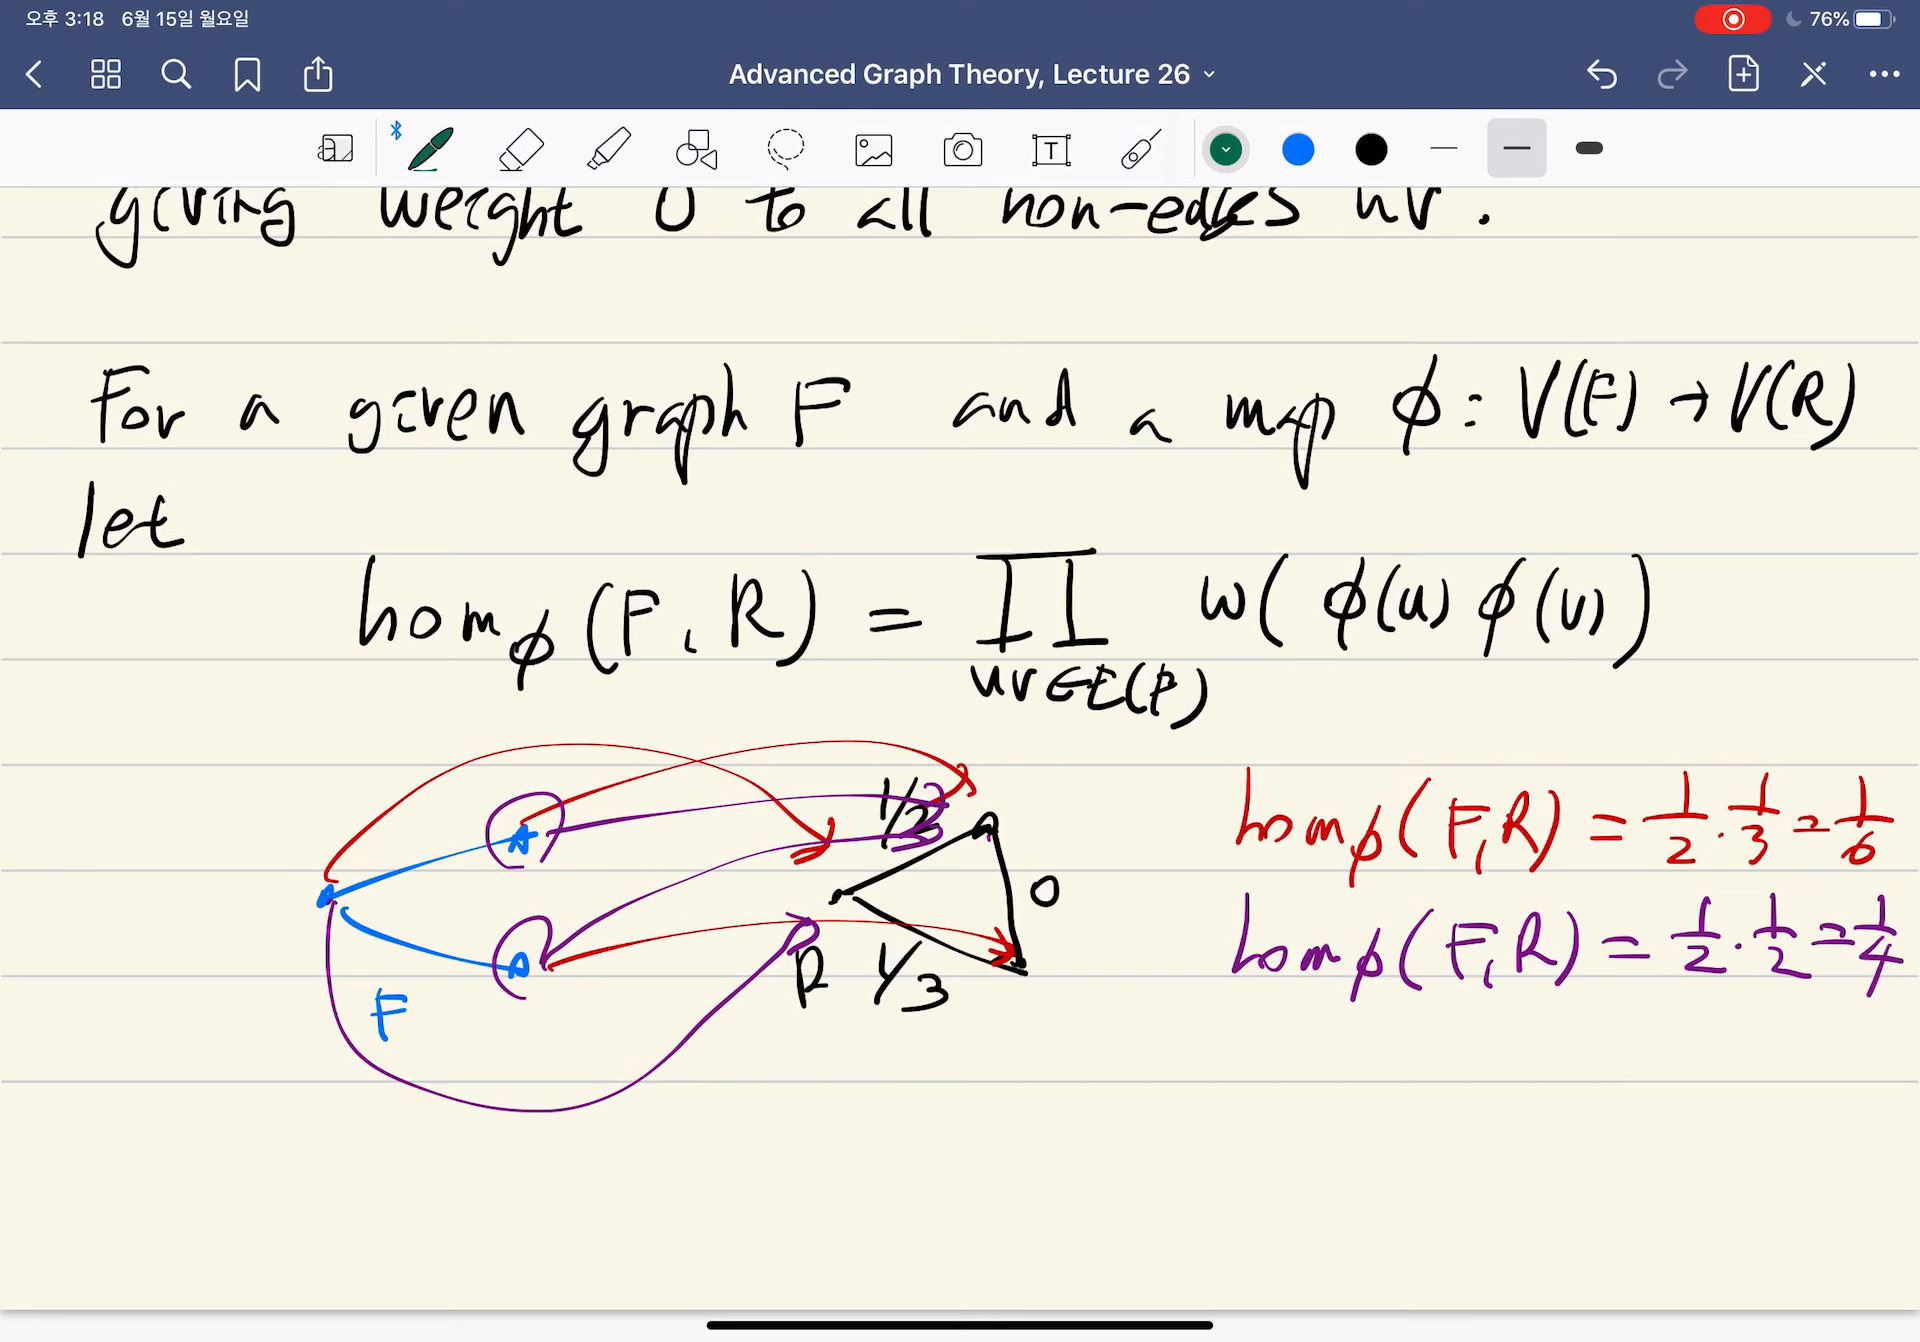 오후 3:18 6월 15일 월요일
76%
Advanced Graph Theory, Lecture 26
giving weight 0 to all non-edges uv.
For a given graph F and a map ϕ: V(F) → V(R)
let
hom_ϕ(F, R) = ∏_{uv∈E(F)} w(ϕ(u)ϕ(v))
1/2
hom_ϕ(F, R) = 1/2 · 1/3 = 1/6
0
hom_ϕ(F, R) = 1/2 · 1/2 = 1/4
F
R 1/3